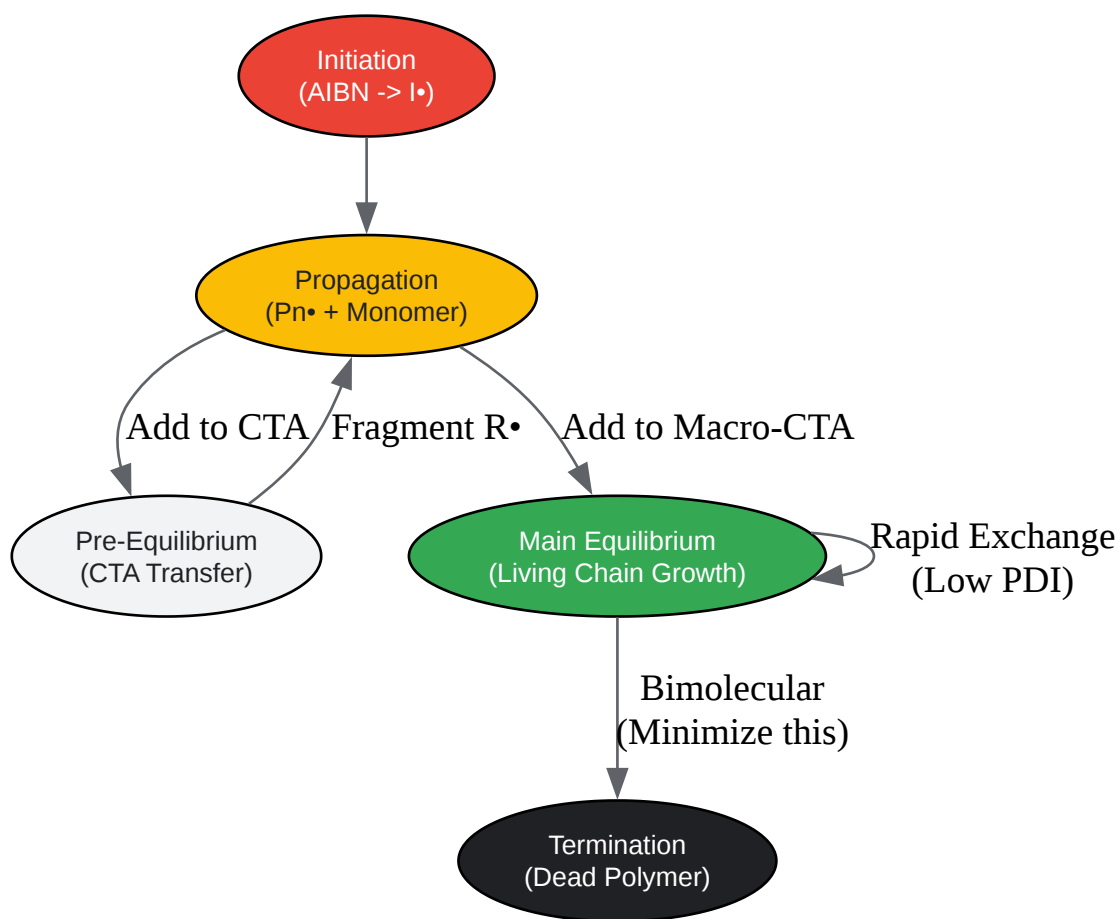 Initiation
(AIBN -> I•)
Propagation
(Pn• + Monomer)
Add to CTA
Fragment R•
Add to Macro-CTA
Pre-Equilibrium
(CTA Transfer)
Main Equilibrium
(Living Chain Growth)
Rapid Exchange
(Low PDI)
Bimolecular
(Minimize this)
Termination
(Dead Polymer)